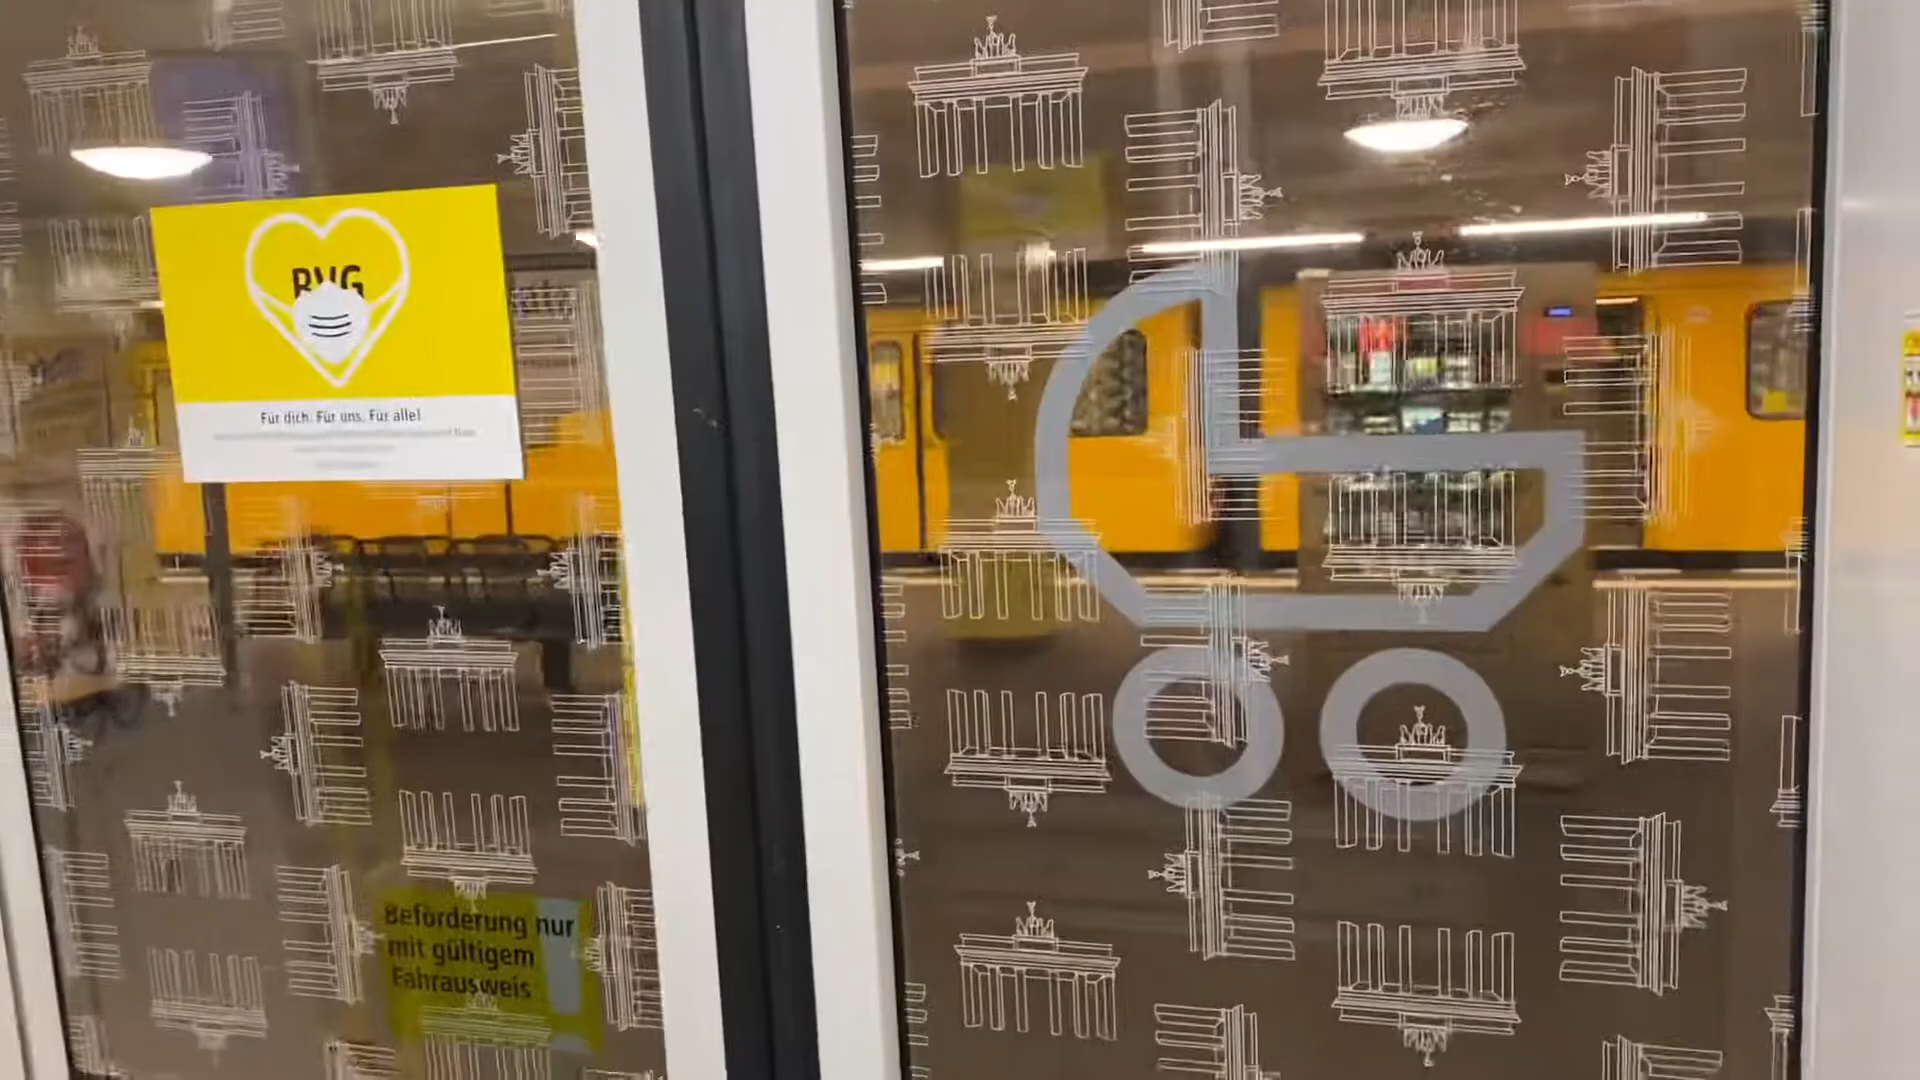 BVG
Für dich. Für uns. Für alle!
Beförderung nur
mit gültigem
Fahrausweis